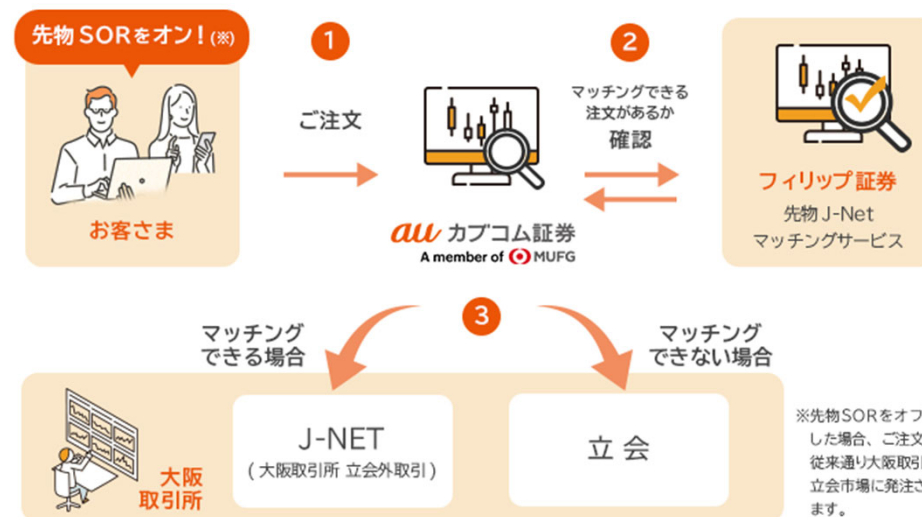 先物 SORをオン！(※)
お客さま
1
ご注文
au カブコム証券
A member of MUFG
2
マッチングできる
注文があるか
確認
フィリップ証券
先物 J-Net
マッチングサービス
3
マッチング
できる場合
マッチング
できない場合
大阪
取引所
J-NET
( 大阪取引所 立会外取引 )
立 会
※先物SORをオフ
した場合、ご注文
従来通り大阪取引
立会市場に発注さ
ます。